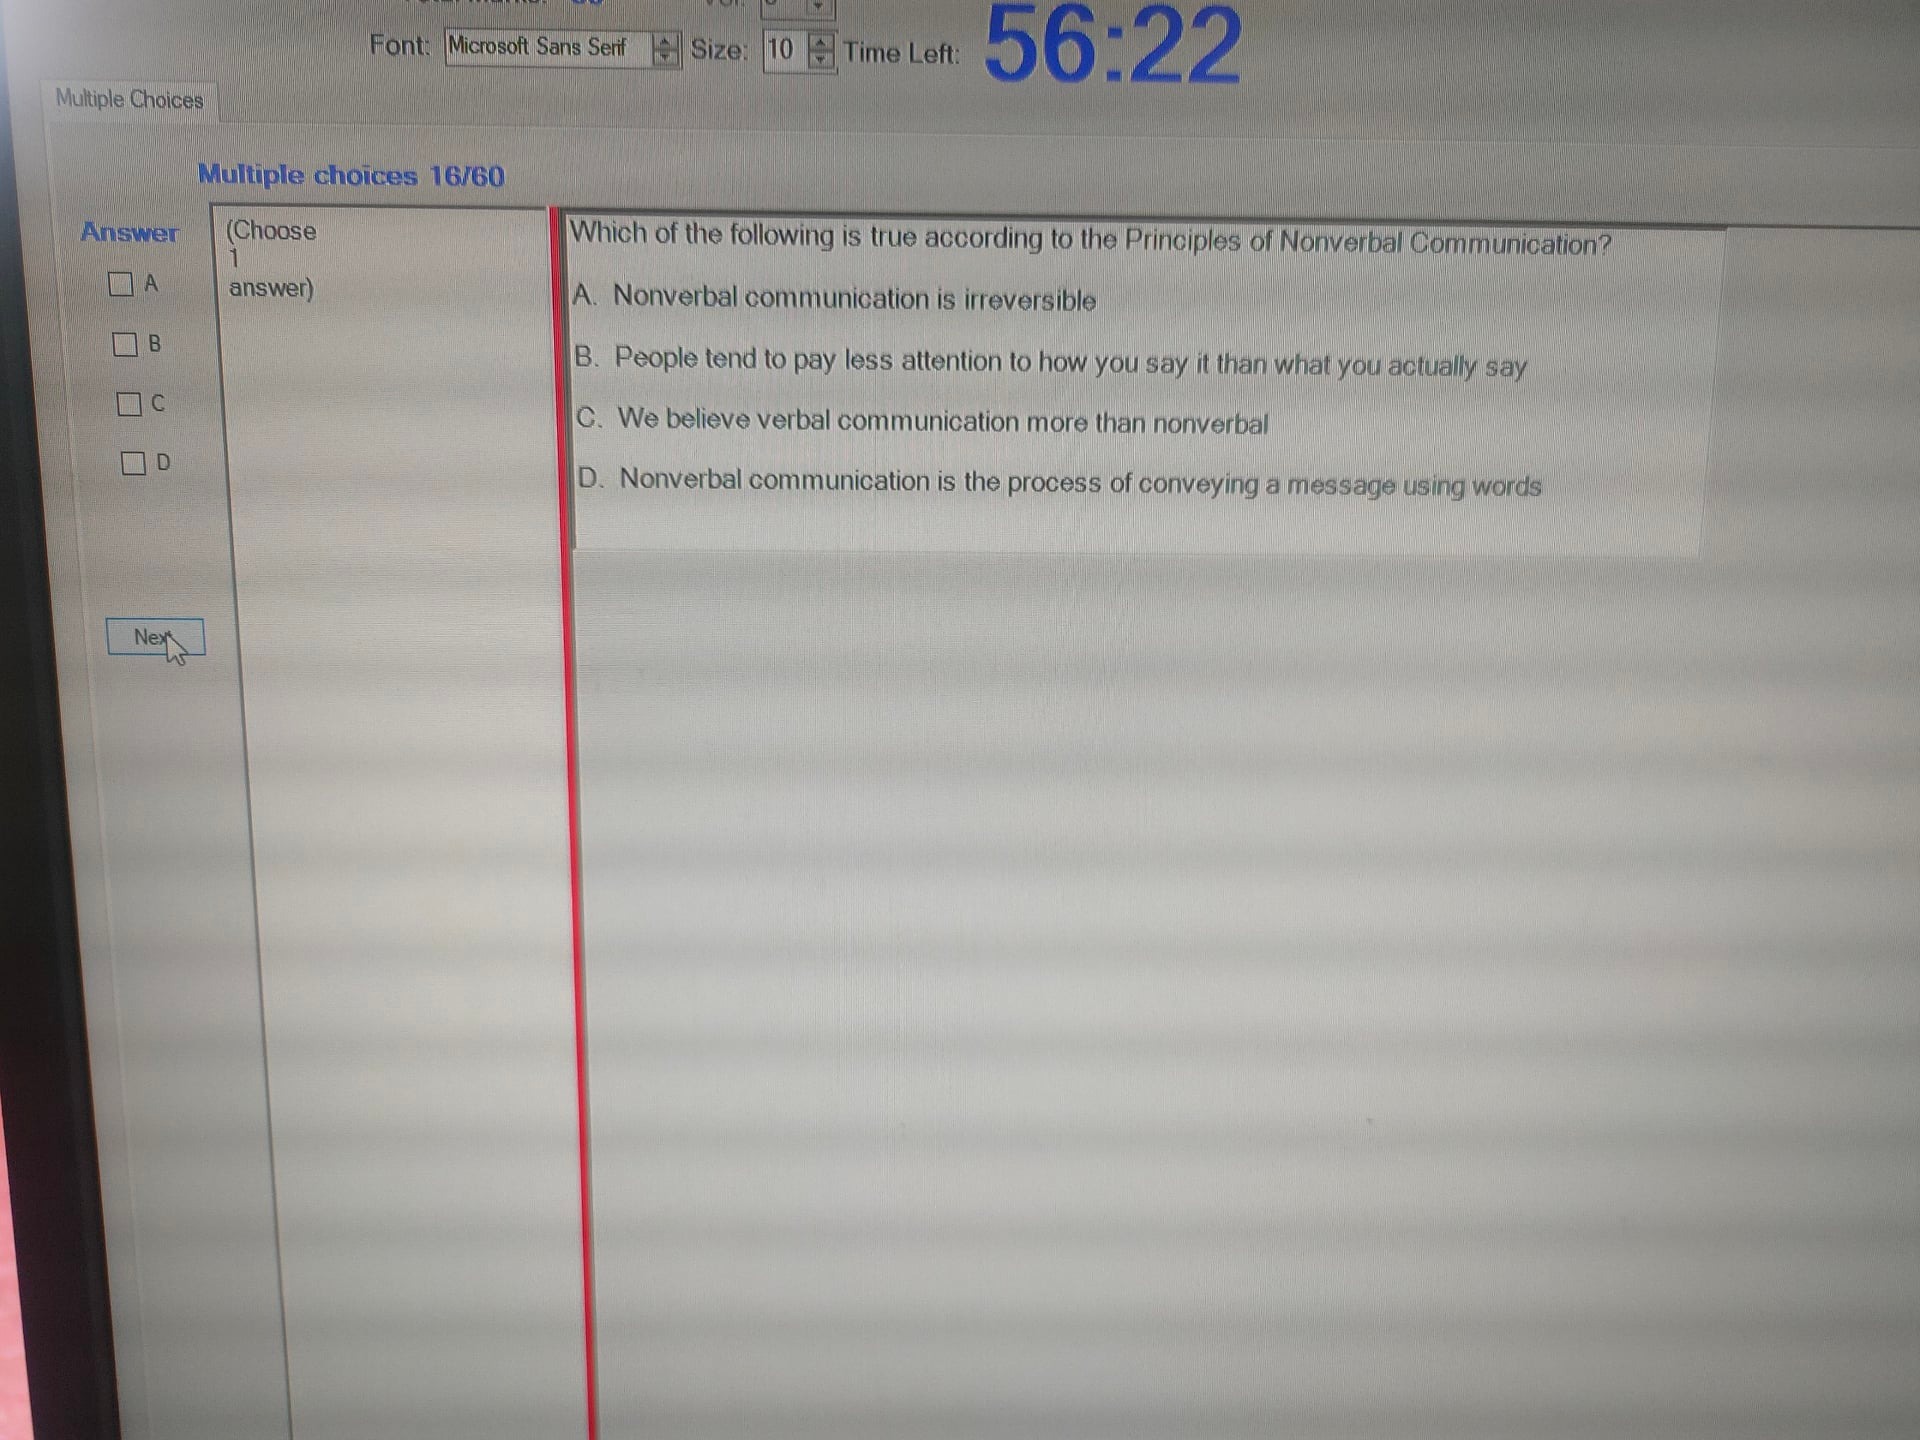 Font: Microsoft Sans Serif Size: 10 Time Left: 56:22
Multiple Choices
Multiple choices 16/60
Answer
(Choose
1
answer)
A
B
C
D
Next
Which of the following is true according to the Principles of Nonverbal Communication?
A. Nonverbal communication is irreversible
B. People tend to pay less attention to how you say it than what you actually say
C. We believe verbal communication more than nonverbal
D. Nonverbal communication is the process of conveying a message using words